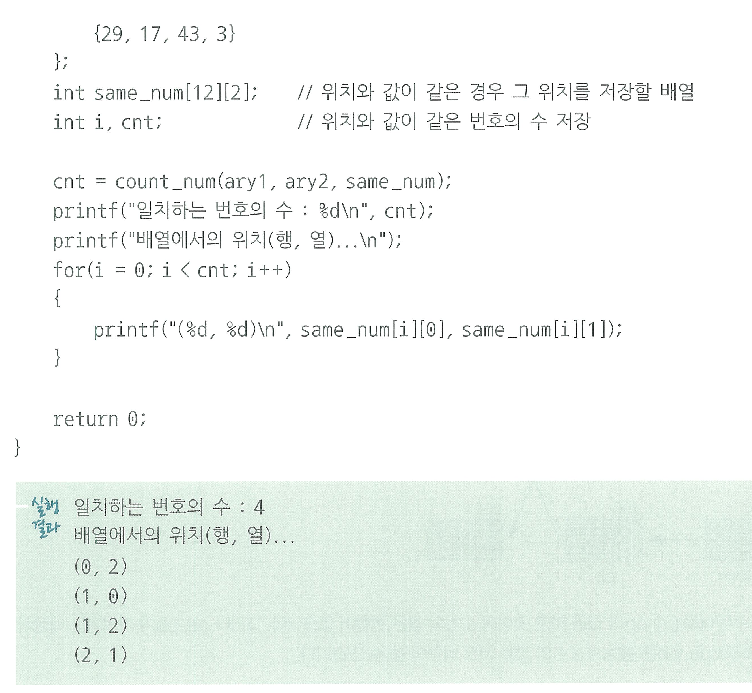 {29, 17, 43, 3}
};
int same_num[12][2]; // 위치와 값이 같은 경우 그 위치를 저장할 배열
int i, cnt; // 위치와 값이 같은 번호의 수 저장
cnt = count_num(ary1, ary2, same_num);
printf("일치하는 번호의 수 : %d\n", cnt);
printf("배열에서의 위치(행, 열)...\n");
for(i = 0; i < cnt; i++)
{
printf("(%d, %d)\n", same_num[i][0], same_num[i][1]);
}
return 0;
}
실행
결과
일치하는 번호의 수 : 4
배열에서의 위치(행, 열)...
(0, 2)
(1, 0)
(1, 2)
(2, 1)